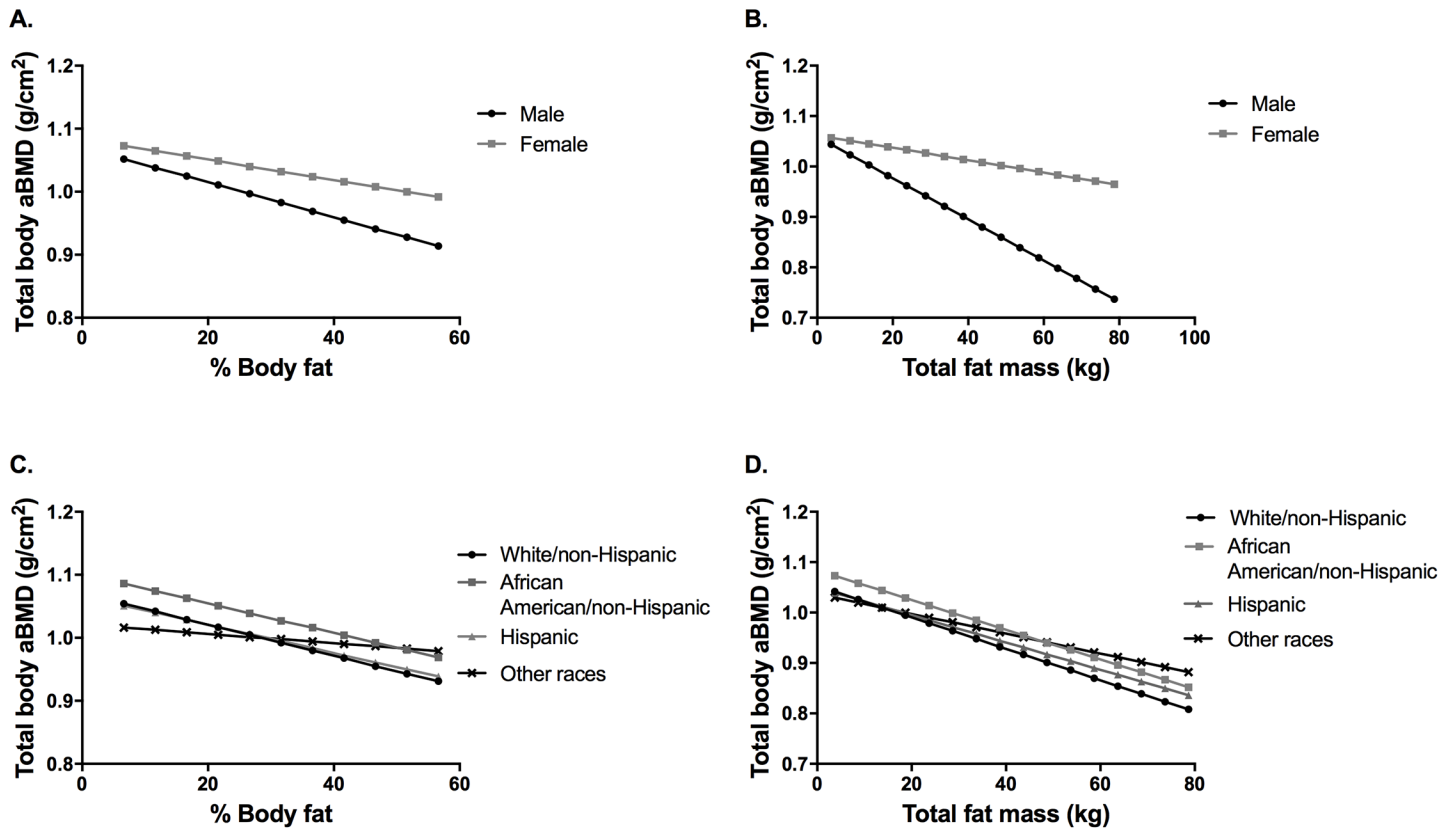 A.
Total body aBMD (g/cm2)
1.2
1.1
1.0
0.9
0.8
0
20
40
60
% Body fat
Male
Female
B.
Total body aBMD (g/cm2)
1.2
1.1
1.0
0.9
0.8
0.7
0
20
40
60
80
100
Total fat mass (kg)
Male
Female
C.
Total body aBMD (g/cm2)
1.2
1.1
1.0
0.9
0.8
0
20
40
60
% Body fat
White/non-Hispanic
African
American/non-Hispanic
Hispanic
Other races
D.
Total body aBMD (g/cm2)
1.2
1.1
1.0
0.9
0.8
0.7
0
20
40
60
80
Total fat mass (kg)
White/non-Hispanic
African
American/non-Hispanic
Hispanic
Other races